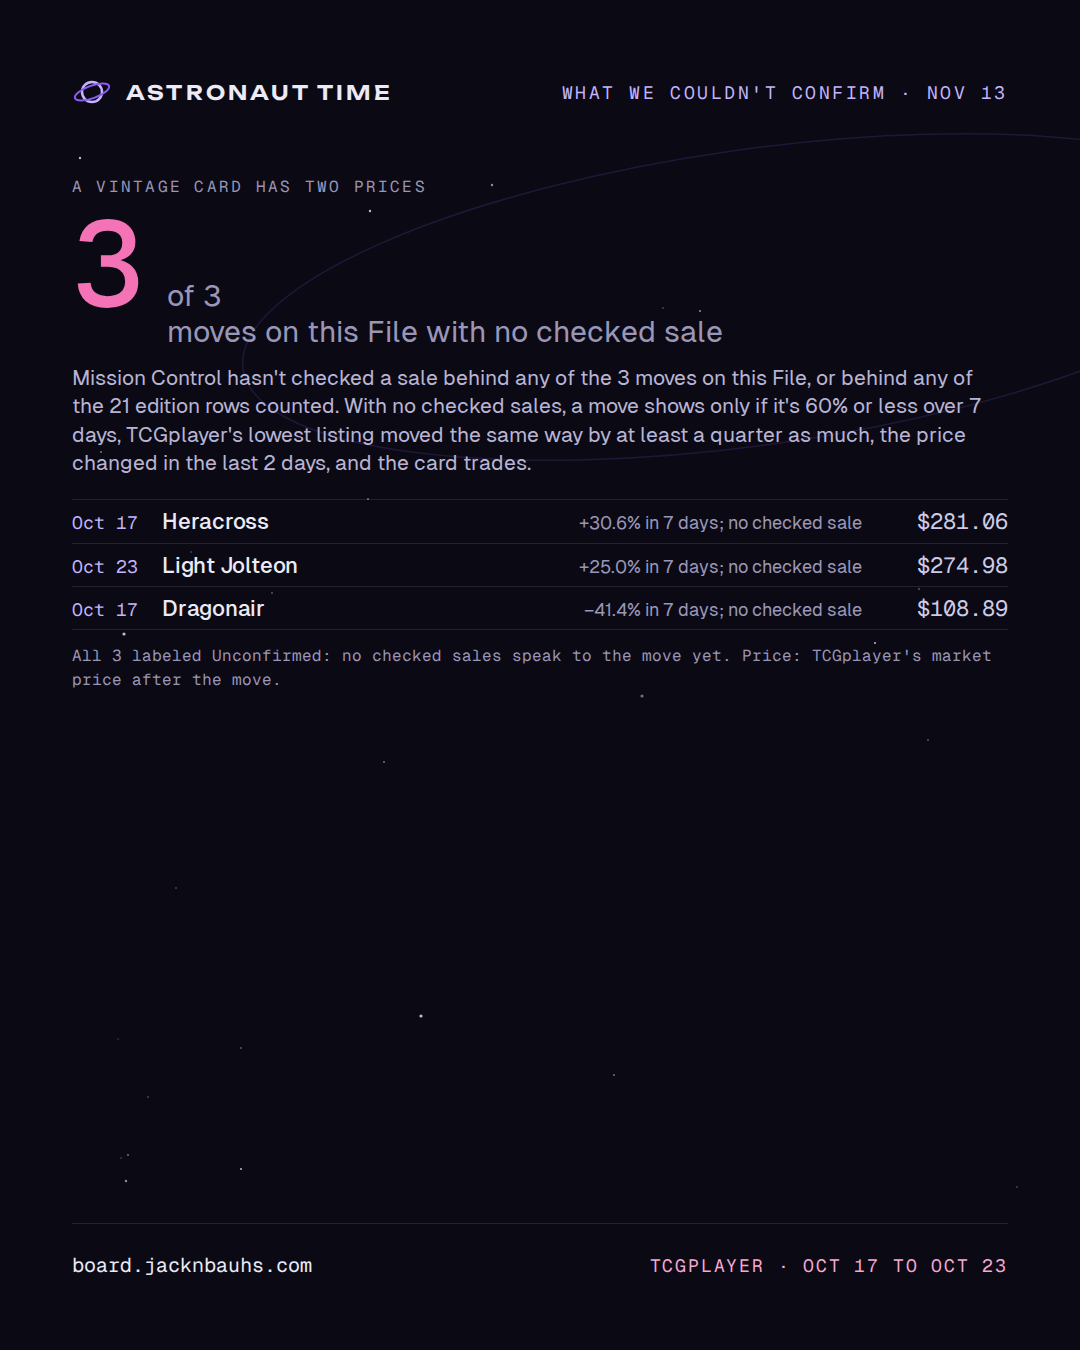 ASTRONAUT TIME
WHAT WE COULDN'T CONFIRM · NOV 13
A VINTAGE CARD HAS TWO PRICES
3 of 3
moves on this File with no checked sale
Mission Control hasn't checked a sale behind any of the 3 moves on this File, or behind any of
the 21 edition rows counted. With no checked sales, a move shows only if it's 60% or less over 7
days, TCGplayer's lowest listing moved the same way by at least a quarter as much, the price
changed in the last 2 days, and the card trades.
Oct 17 Heracross +30.6% in 7 days; no checked sale $281.06
Oct 23 Light Jolteon +25.0% in 7 days; no checked sale $274.98
Oct 17 Dragonair −41.4% in 7 days; no checked sale $108.89
All 3 labeled Unconfirmed: no checked sales speak to the move yet. Price: TCGplayer's market
price after the move.
board.jacknbauhs.com
TCGPLAYER · OCT 17 TO OCT 23